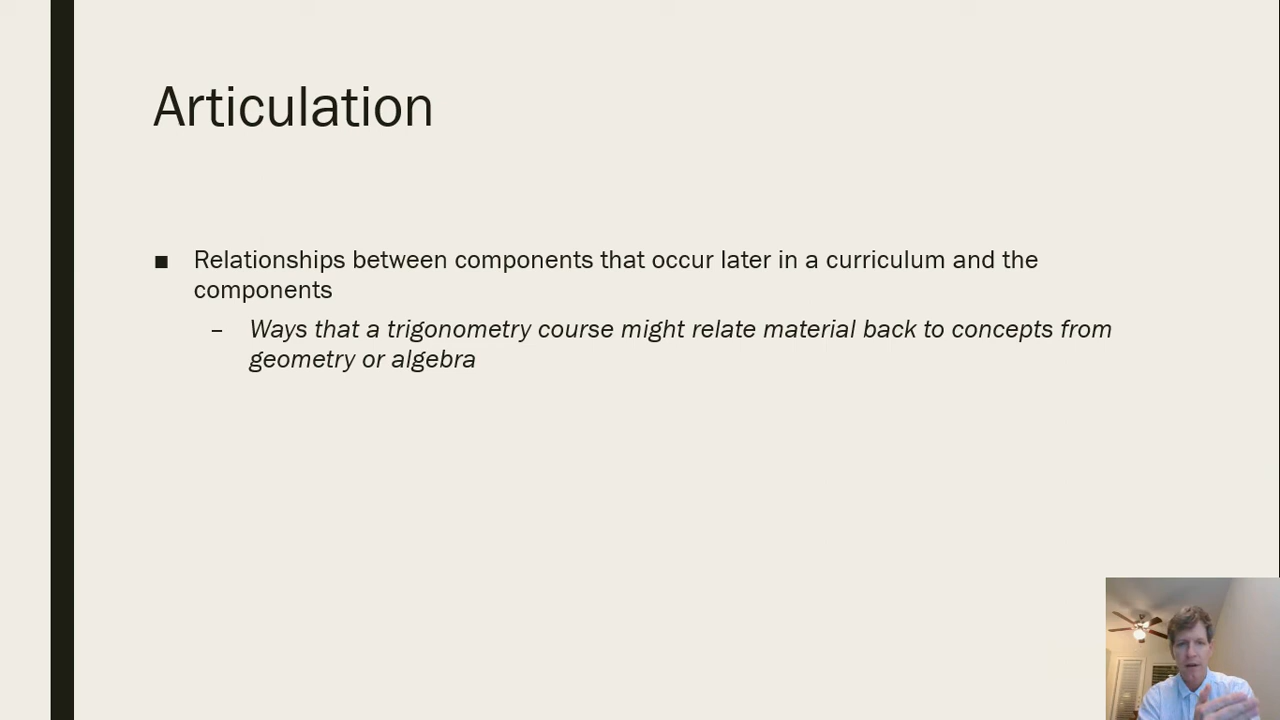 Articulation
■ Relationships between components that occur later in a curriculum and the
components
– Ways that a trigonometry course might relate material back to concepts from
geometry or algebra